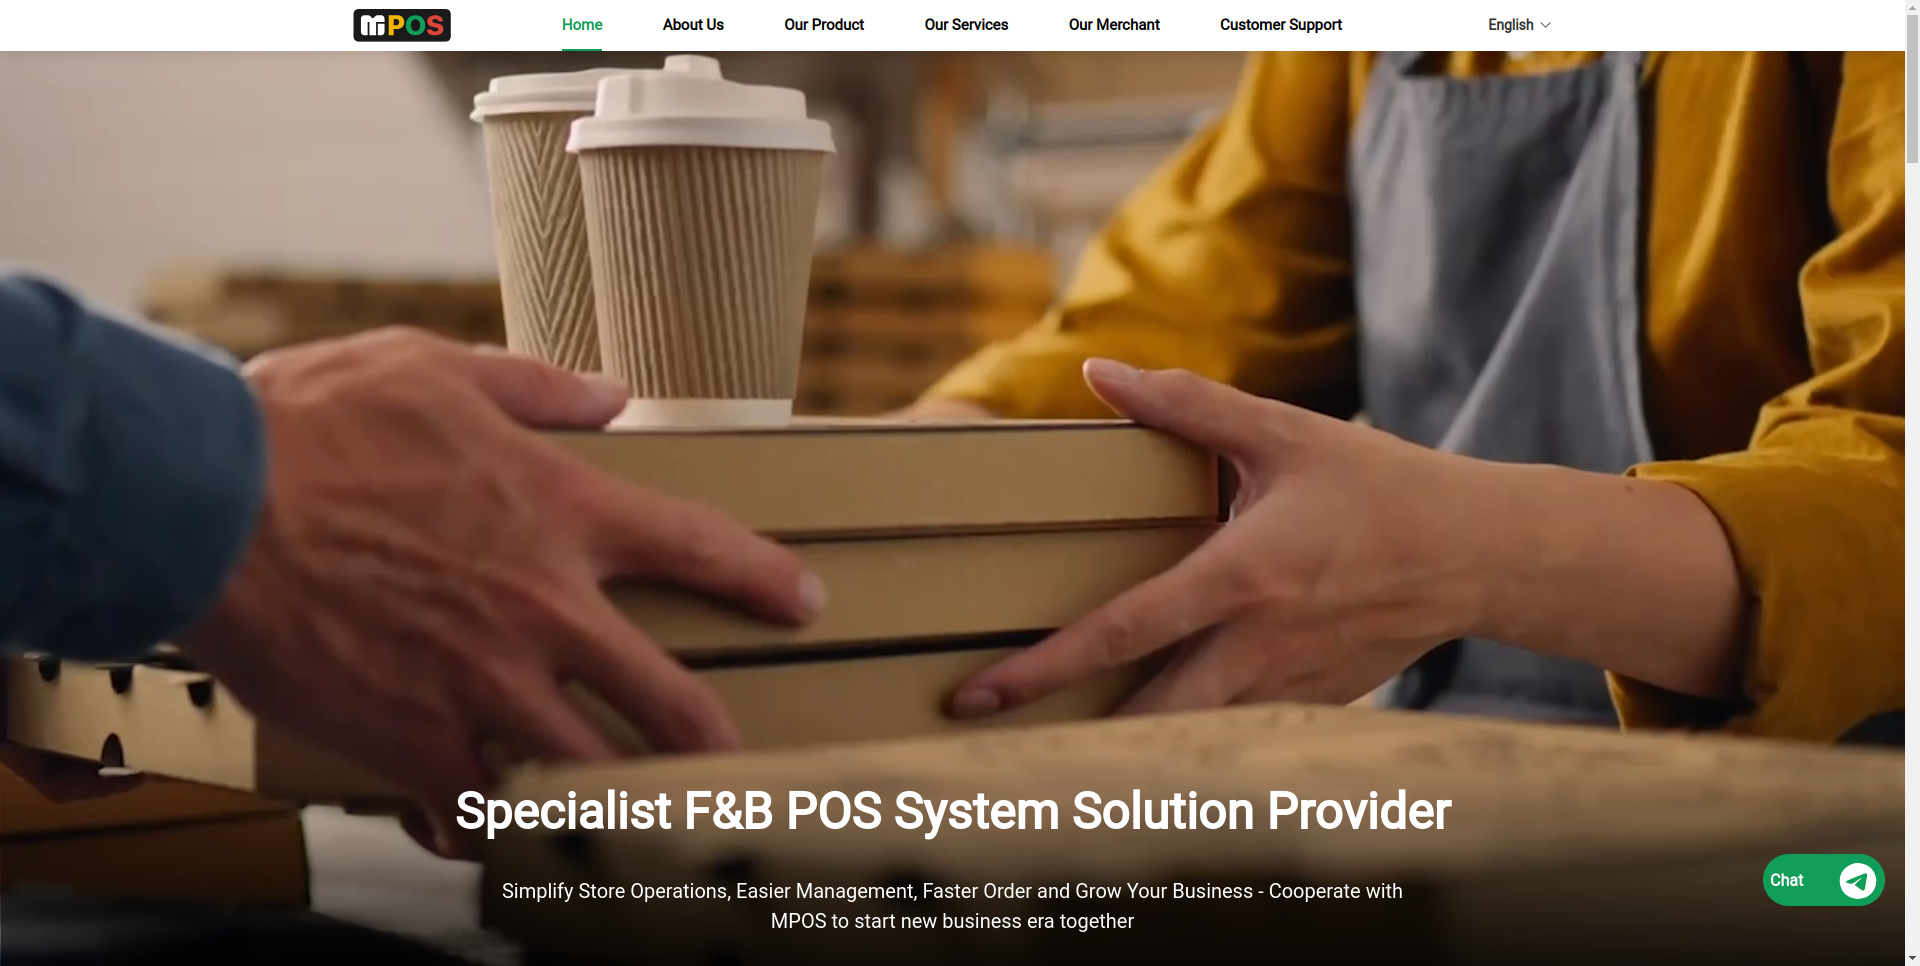 MPOS
Home
About Us
Our Product
Our Services
Our Merchant
Customer Support
English
Specialist F&B POS System Solution Provider
Simplify Store Operations, Easier Management, Faster Order and Grow Your Business - Cooperate with
MPOS to start new business era together
Chat